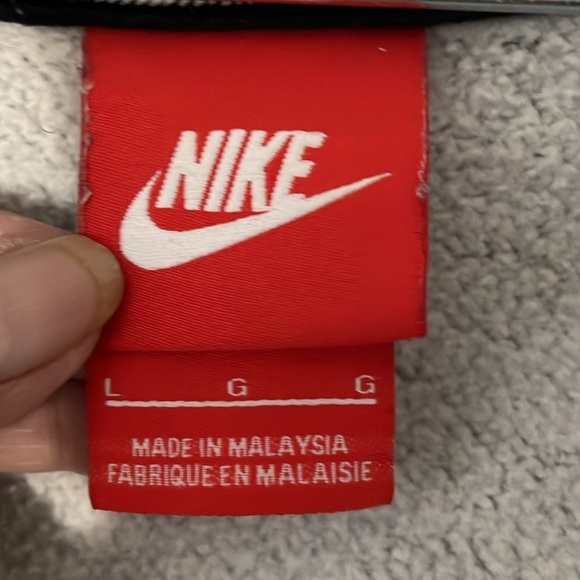 NIKE
L G G
MADE IN MALAYSIA
FABRIQUE EN MALAISIE